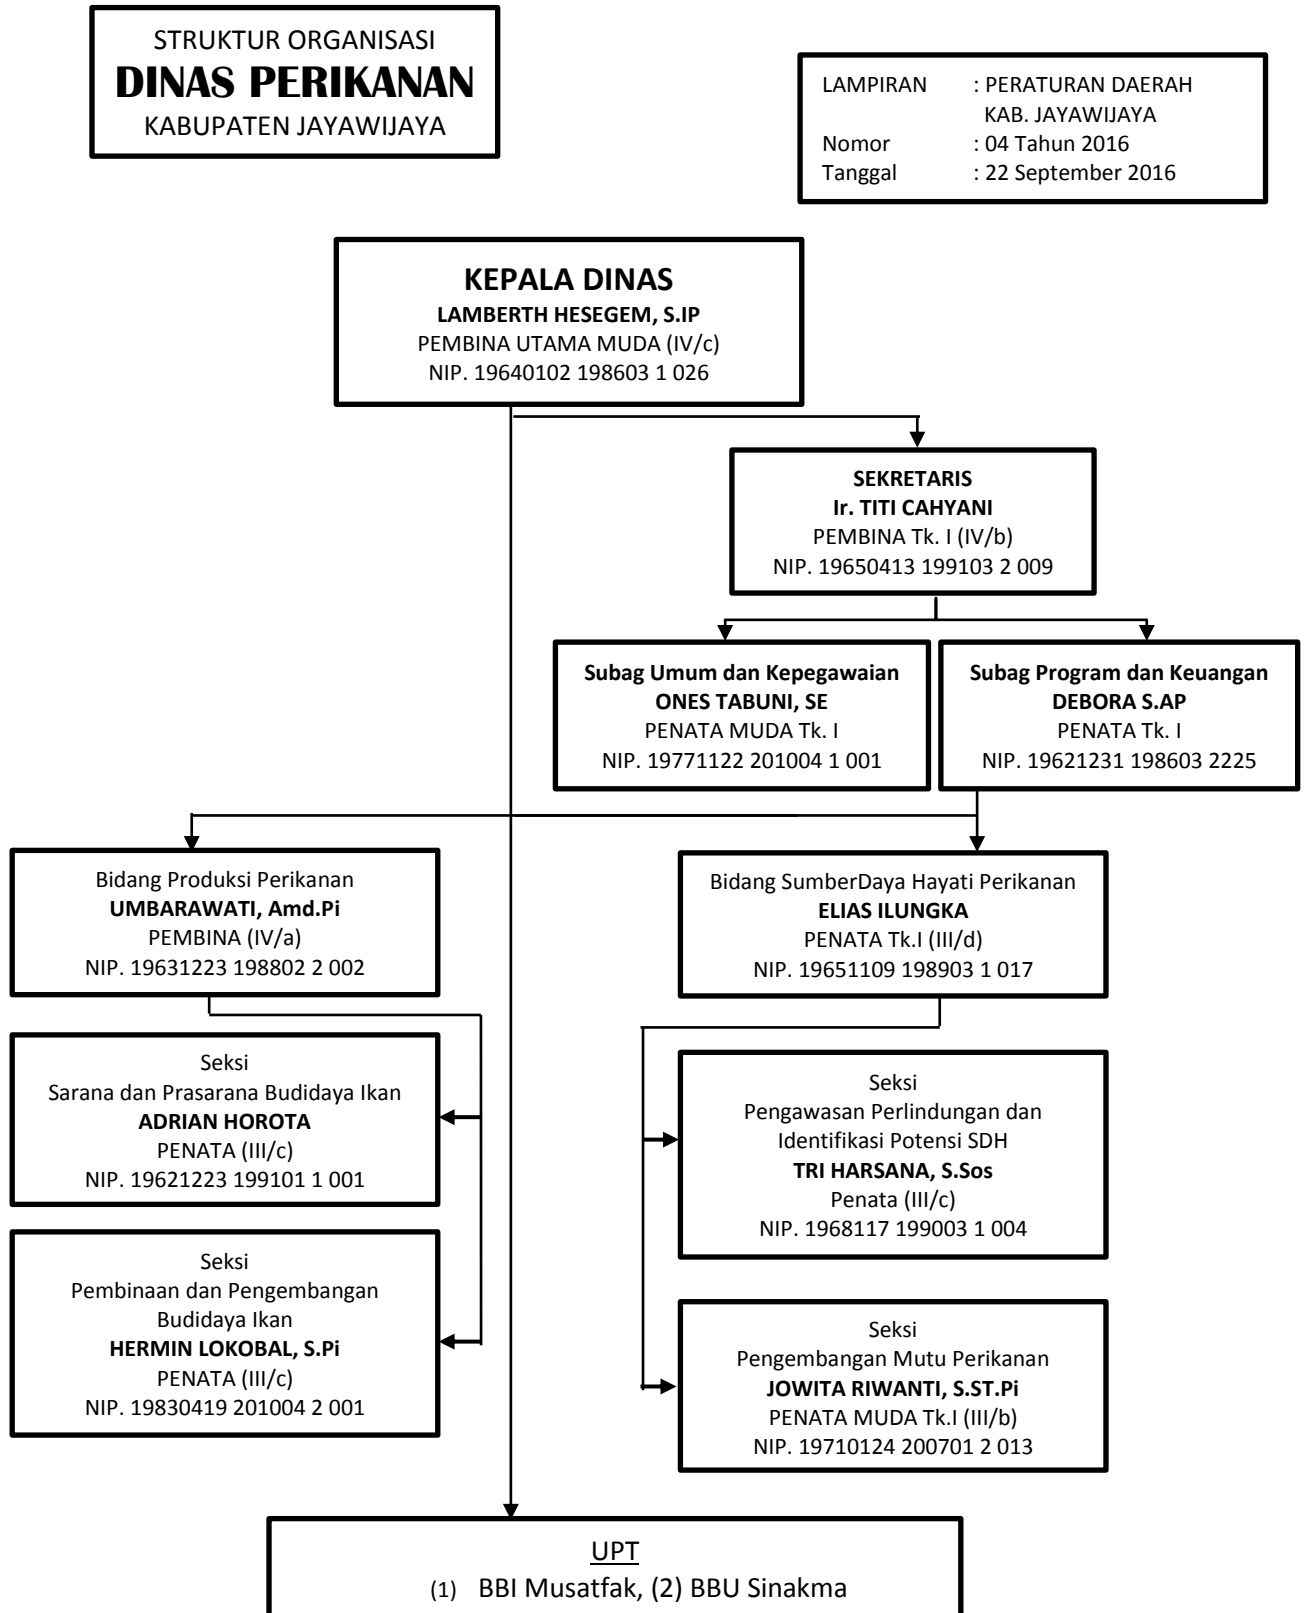 STRUKTUR ORGANISASI
DINAS PERIKANAN
KABUPATEN JAYAWIJAYA
LAMPIRAN : PERATURAN DAERAH
KAB. JAYAWIJAYA
Nomor : 04 Tahun 2016
Tanggal : 22 September 2016
KEPALA DINAS
LAMBERTH HESEGEM, S.IP
PEMBINA UTAMA MUDA (IV/c)
NIP. 19640102 198603 1 026
SEKRETARIS
Ir. TITI CAHYANI
PEMBINA Tk. I (IV/b)
NIP. 19650413 199103 2 009
Subag Umum dan Kepegawaian
ONES TABUNI, SE
PENATA MUDA Tk. I
NIP. 19771122 201004 1 001
Subag Program dan Keuangan
DEBORA S.AP
PENATA Tk. I
NIP. 19621231 198603 2225
Bidang Produksi Perikanan
UMBARAWATI, Amd.Pi
PEMBINA (IV/a)
NIP. 19631223 198802 2 002
Bidang SumberDaya Hayati Perikanan
ELIAS ILUNGKA
PENATA Tk.I (III/d)
NIP. 19651109 198903 1 017
Seksi
Sarana dan Prasarana Budidaya Ikan
ADRIAN HOROTA
PENATA (III/c)
NIP. 19621223 199101 1 001
Seksi
Pengawasan Perlindungan dan
Identifikasi Potensi SDH
TRI HARSANA, S.Sos
Penata (III/c)
NIP. 1968117 199003 1 004
Seksi
Pembinaan dan Pengembangan
Budidaya Ikan
HERMIN LOKOBAL, S.Pi
PENATA (III/c)
NIP. 19830419 201004 2 001
Seksi
Pengembangan Mutu Perikanan
JOWITA RIWANTI, S.ST.Pi
PENATA MUDA Tk.I (III/b)
NIP. 19710124 200701 2 013
UPT
(1) BBI Musatfak, (2) BBU Sinakma